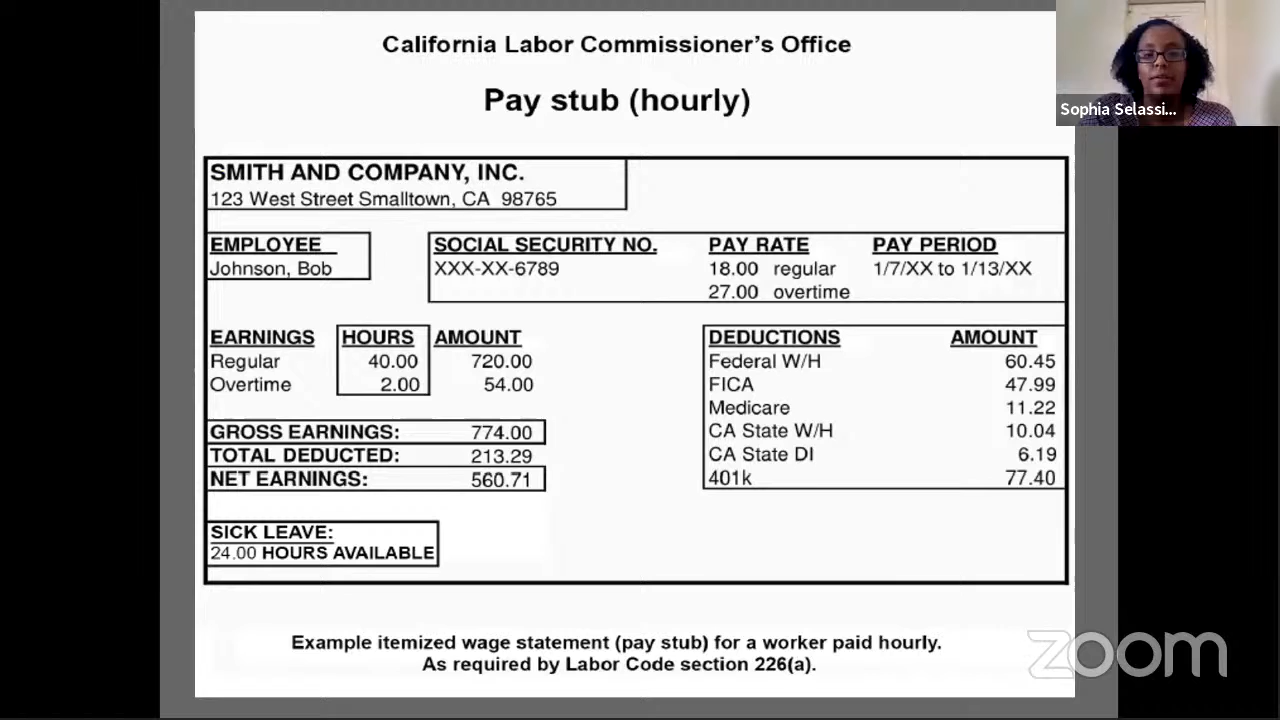 California Labor Commissioner's Office
Pay stub (hourly)
Sophia Selassi...
SMITH AND COMPANY, INC.
123 West Street Smalltown, CA 98765
EMPLOYEE SOCIAL SECURITY NO. PAY RATE PAY PERIOD
Johnson, Bob XXX-XX-6789 18.00 regular 1/7/XX to 1/13/XX
27.00 overtime
EARNINGS HOURS AMOUNT DEDUCTIONS AMOUNT
Regular 40.00 720.00 Federal W/H 60.45
Overtime 2.00 54.00 FICA 47.99
Medicare 11.22
GROSS EARNINGS: 774.00 CA State W/H 10.04
TOTAL DEDUCTED: 213.29 CA State DI 6.19
NET EARNINGS: 560.71 401k 77.40
SICK LEAVE:
24.00 HOURS AVAILABLE
Example itemized wage statement (pay stub) for a worker paid hourly.
As required by Labor Code section 226(a).
zoom